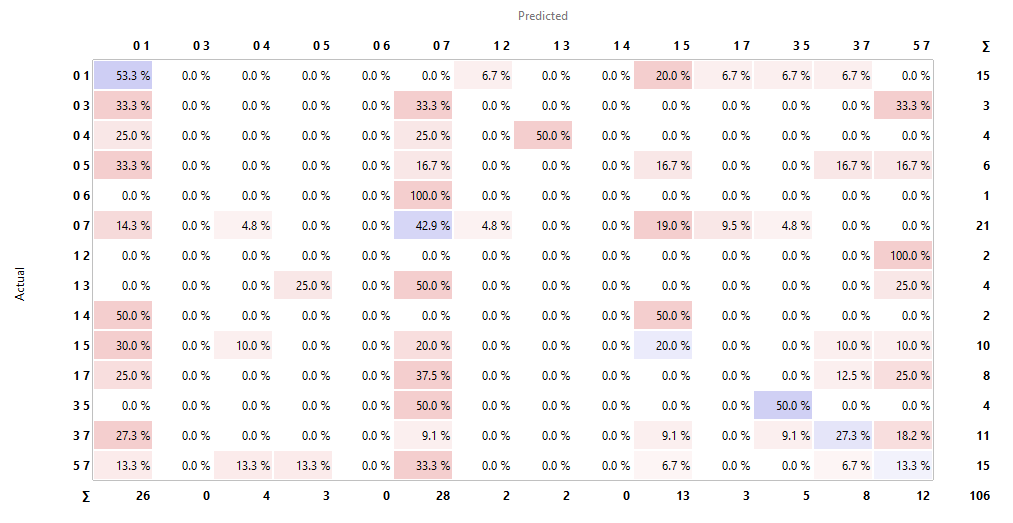 Predicted
0 1 0 3 0 4 0 5 0 6 0 7 1 2 1 3 1 4 1 5 1 7 3 5 3 7 5 7 Σ
0 1 53.3 % 0.0 % 0.0 % 0.0 % 0.0 % 0.0 % 6.7 % 0.0 % 0.0 % 20.0 % 6.7 % 6.7 % 6.7 % 0.0 % 15
0 3 33.3 % 0.0 % 0.0 % 0.0 % 0.0 % 33.3 % 0.0 % 0.0 % 0.0 % 0.0 % 0.0 % 0.0 % 0.0 % 33.3 % 3
0 4 25.0 % 0.0 % 0.0 % 0.0 % 0.0 % 25.0 % 0.0 % 50.0 % 0.0 % 0.0 % 0.0 % 0.0 % 0.0 % 0.0 % 4
0 5 33.3 % 0.0 % 0.0 % 0.0 % 0.0 % 16.7 % 0.0 % 0.0 % 0.0 % 16.7 % 0.0 % 0.0 % 16.7 % 16.7 % 6
0 6 0.0 % 0.0 % 0.0 % 0.0 % 0.0 % 100.0 % 0.0 % 0.0 % 0.0 % 0.0 % 0.0 % 0.0 % 0.0 % 0.0 % 1
0 7 14.3 % 0.0 % 4.8 % 0.0 % 0.0 % 42.9 % 4.8 % 0.0 % 0.0 % 19.0 % 9.5 % 4.8 % 0.0 % 0.0 % 21
1 2 0.0 % 0.0 % 0.0 % 0.0 % 0.0 % 0.0 % 0.0 % 0.0 % 0.0 % 0.0 % 0.0 % 0.0 % 0.0 % 100.0 % 2
Actual
1 3 0.0 % 0.0 % 0.0 % 25.0 % 0.0 % 50.0 % 0.0 % 0.0 % 0.0 % 0.0 % 0.0 % 0.0 % 0.0 % 25.0 % 4
1 4 50.0 % 0.0 % 0.0 % 0.0 % 0.0 % 0.0 % 0.0 % 0.0 % 0.0 % 50.0 % 0.0 % 0.0 % 0.0 % 0.0 % 2
1 5 30.0 % 0.0 % 10.0 % 0.0 % 0.0 % 20.0 % 0.0 % 0.0 % 0.0 % 20.0 % 0.0 % 0.0 % 10.0 % 10.0 % 10
1 7 25.0 % 0.0 % 0.0 % 0.0 % 0.0 % 37.5 % 0.0 % 0.0 % 0.0 % 0.0 % 0.0 % 0.0 % 12.5 % 25.0 % 8
3 5 0.0 % 0.0 % 0.0 % 0.0 % 0.0 % 50.0 % 0.0 % 0.0 % 0.0 % 0.0 % 0.0 % 50.0 % 0.0 % 0.0 % 4
3 7 27.3 % 0.0 % 0.0 % 0.0 % 0.0 % 9.1 % 0.0 % 0.0 % 0.0 % 9.1 % 0.0 % 9.1 % 27.3 % 18.2 % 11
5 7 13.3 % 0.0 % 13.3 % 13.3 % 0.0 % 33.3 % 0.0 % 0.0 % 0.0 % 6.7 % 0.0 % 0.0 % 6.7 % 13.3 % 15
Σ 26 0 4 3 0 28 2 2 0 13 3 5 8 12 106